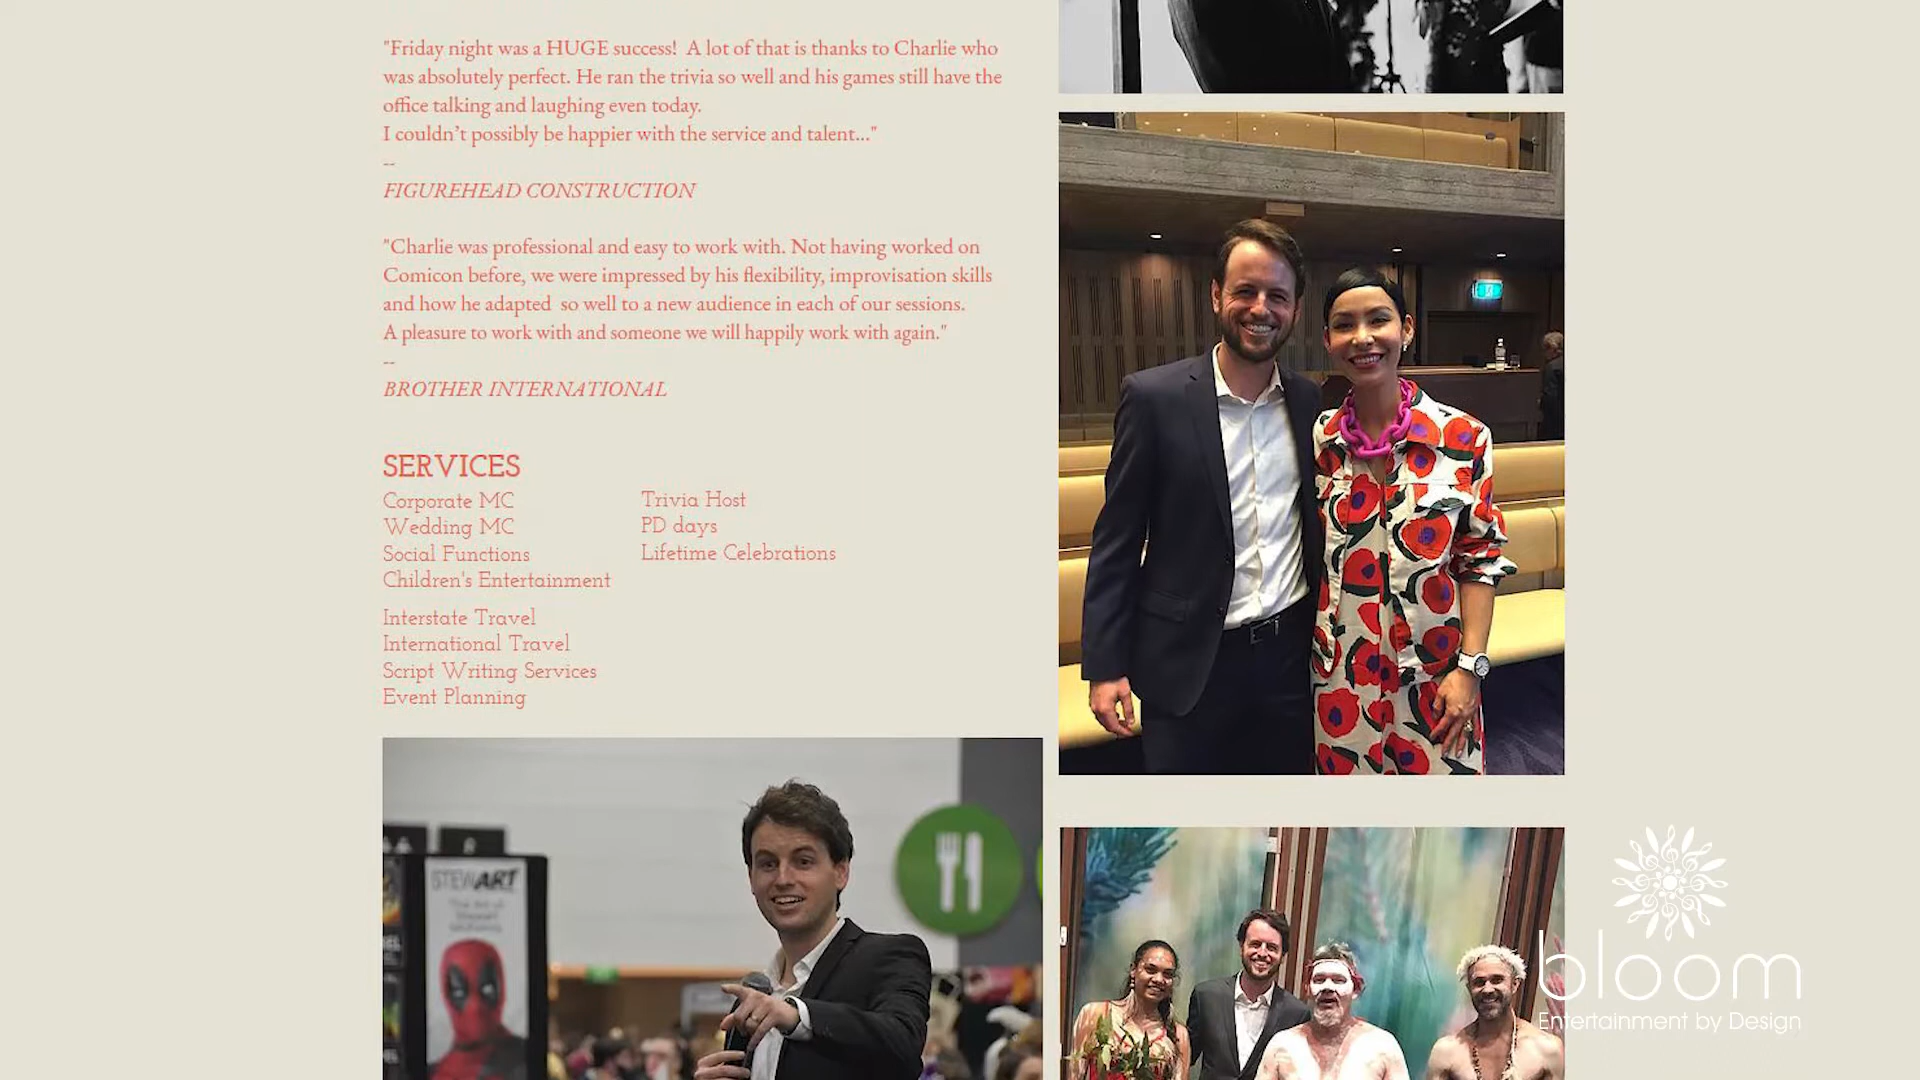 "Friday night was a HUGE success!  A lot of that is thanks to Charlie who
was absolutely perfect. He ran the trivia so well and his games still have the
office talking and laughing even today.
I couldn’t possibly be happier with the service and talent..."
--
FIGUREHEAD CONSTRUCTION
"Charlie was professional and easy to work with. Not having worked on
Comicon before, we were impressed by his flexibility, improvisation skills
and how he adapted  so well to a new audience in each of our sessions.
A pleasure to work with and someone we will happily work with again."
--
BROTHER INTERNATIONAL
SERVICES
Corporate MC
Wedding MC
Social Functions
Children's Entertainment
Interstate Travel
International Travel
Script Writing Services
Event Planning
Trivia Host
PD days
Lifetime Celebrations
STEWART
The Art of
Stewart
bloom
Entertainment by Design